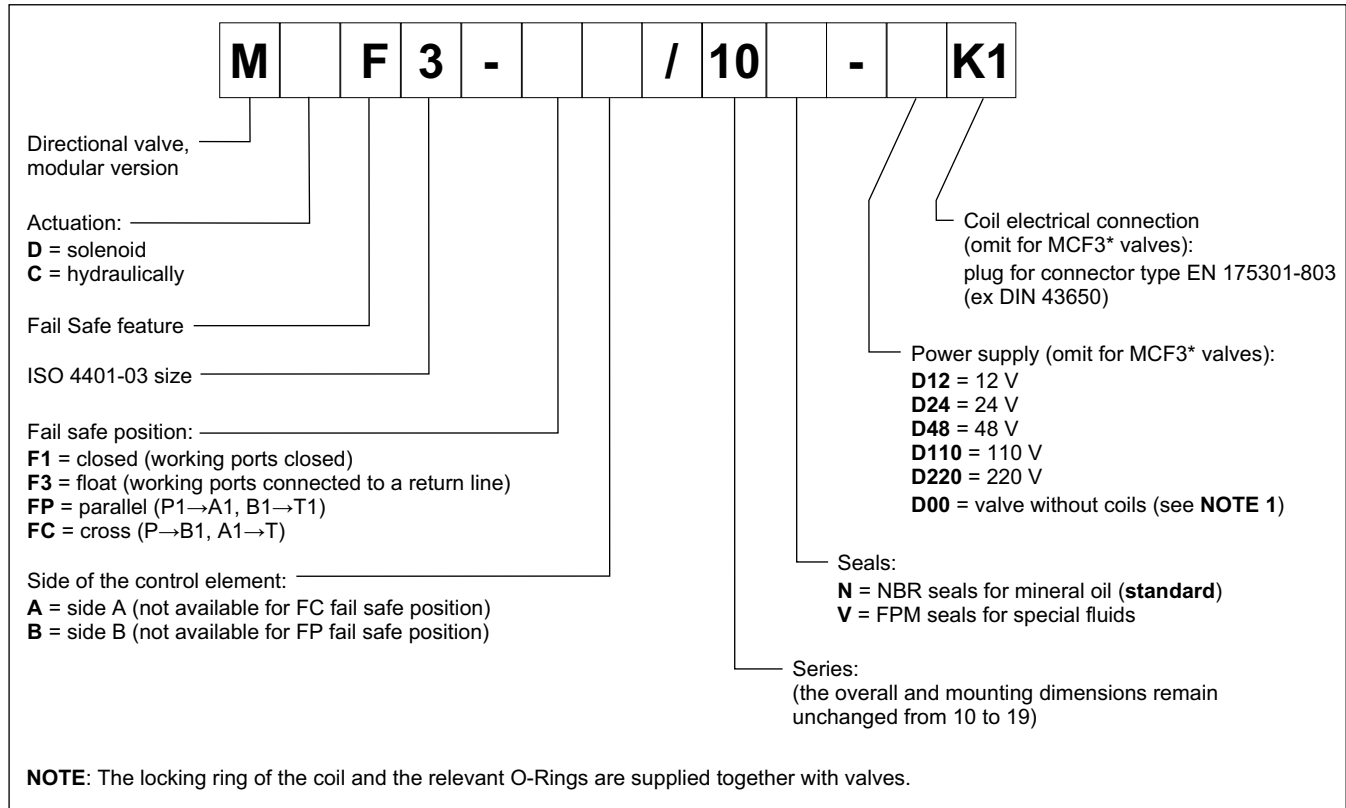 M F 3 - / 10 - K1
Directional valve,
modular version
Actuation:
D = solenoid
C = hydraulically
Fail Safe feature
ISO 4401-03 size
Fail safe position:
F1 = closed (working ports closed)
F3 = float (working ports connected to a return line)
FP = parallel (P1→A1, B1→T1)
FC = cross (P→B1, A1→T)
Side of the control element:
A = side A (not available for FC fail safe position)
B = side B (not available for FP fail safe position)
Coil electrical connection
(omit for MCF3* valves):
plug for connector type EN 175301-803
(ex DIN 43650)
Power supply (omit for MCF3* valves):
D12 = 12 V
D24 = 24 V
D48 = 48 V
D110 = 110 V
D220 = 220 V
D00 = valve without coils (see NOTE 1)
Seals:
N = NBR seals for mineral oil (standard)
V = FPM seals for special fluids
Series:
(the overall and mounting dimensions remain
unchanged from 10 to 19)
NOTE: The locking ring of the coil and the relevant O-Rings are supplied together with valves.